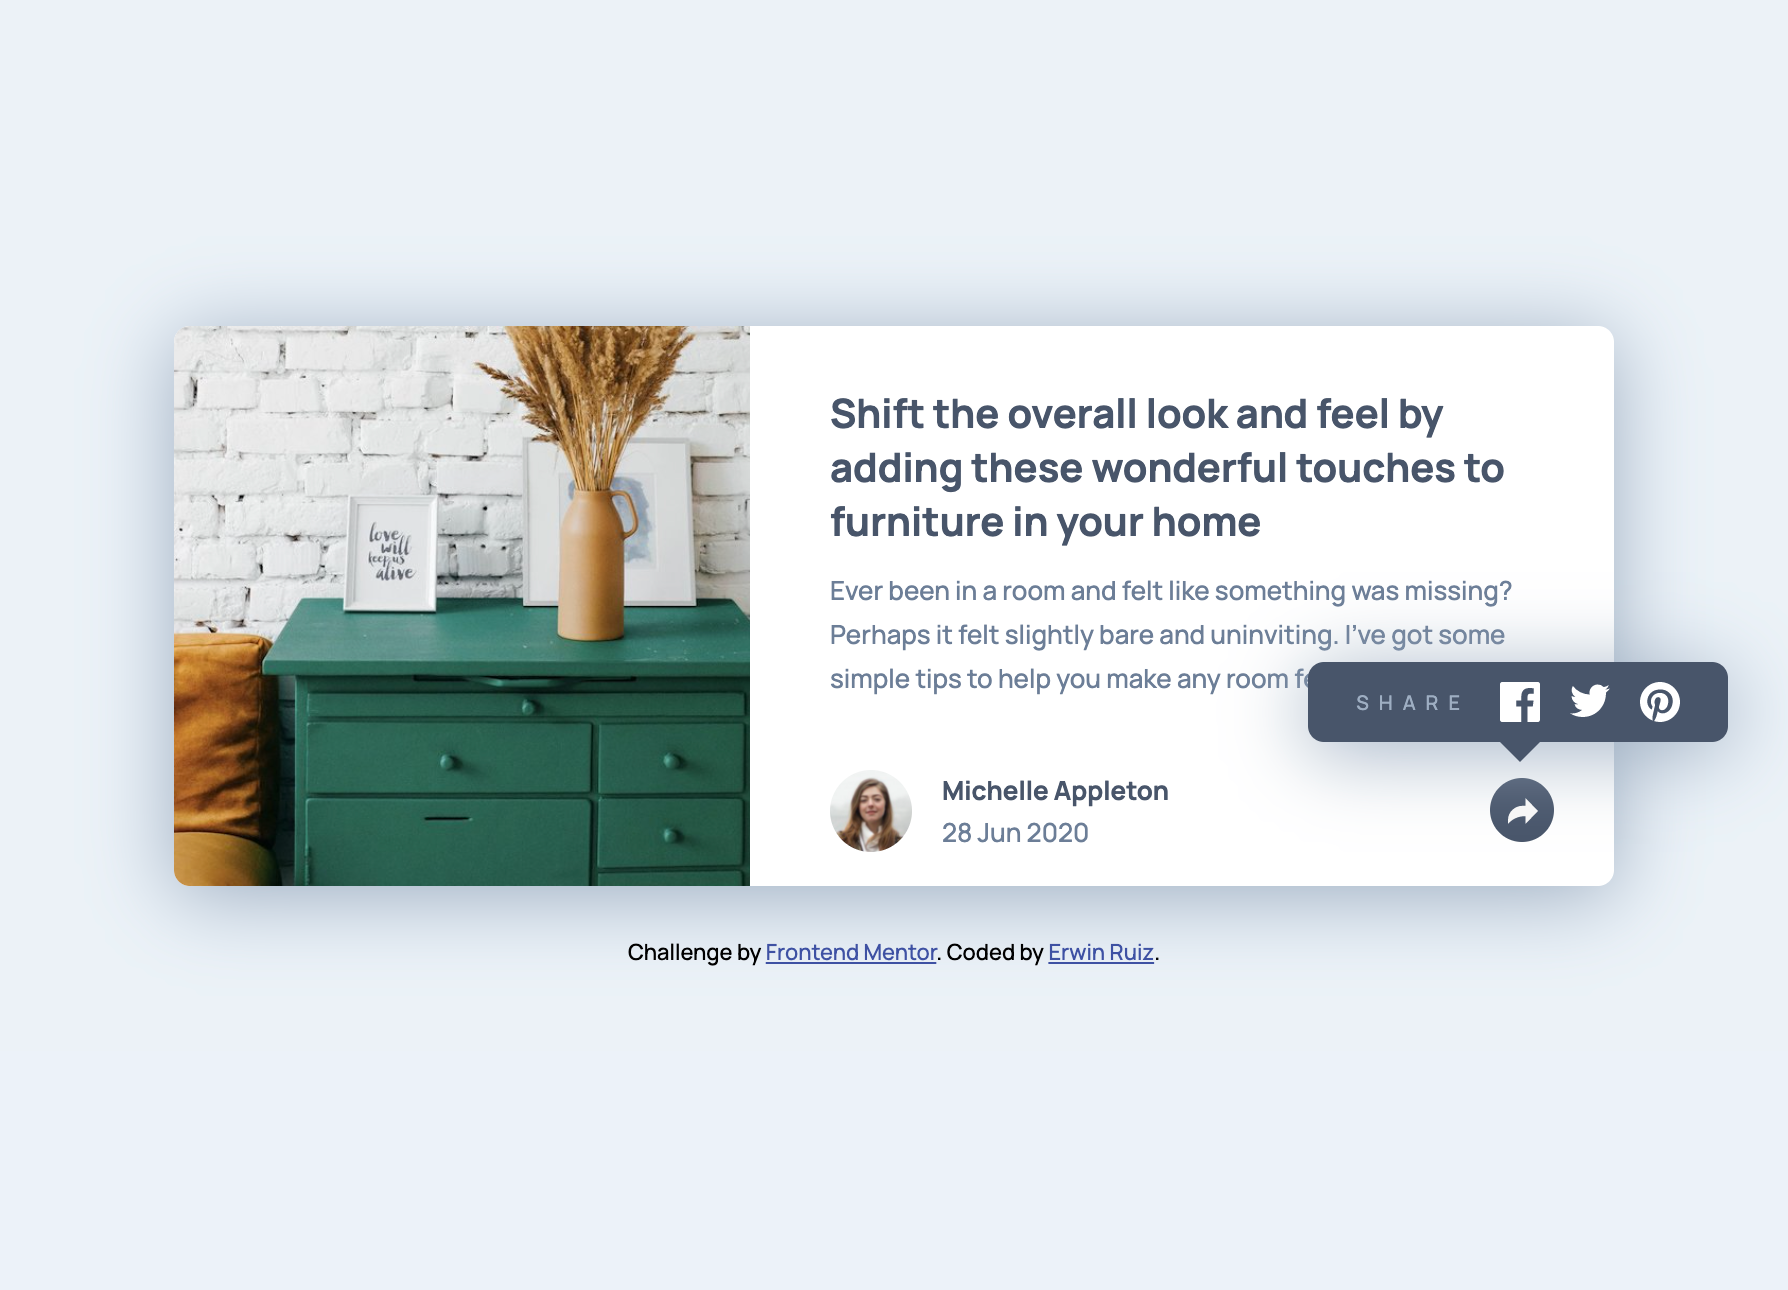 love
will
keep us
alive
Shift the overall look and feel by
adding these wonderful touches to
furniture in your home
Ever been in a room and felt like something was missing?
Perhaps it felt slightly bare and uninviting. I've got some
simple tips to help you make any room
SHARE
Michelle Appleton
28 Jun 2020
Challenge by Frontend Mentor. Coded by Erwin Ruiz.